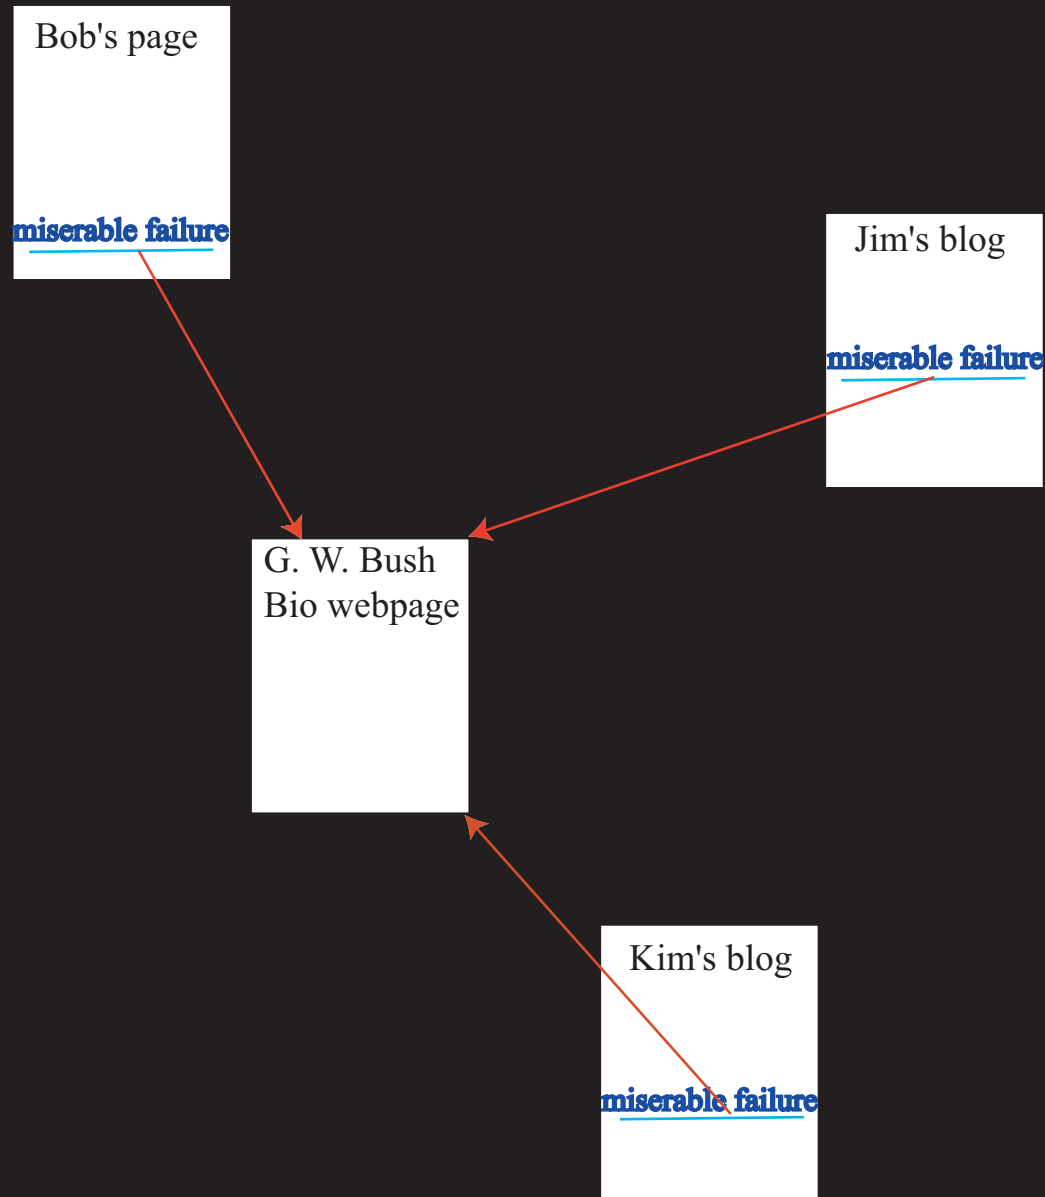 Bob's page
miserable failure
Jim's blog
miserable failure
G. W. Bush
Bio webpage
Kim's blog
miserable failure